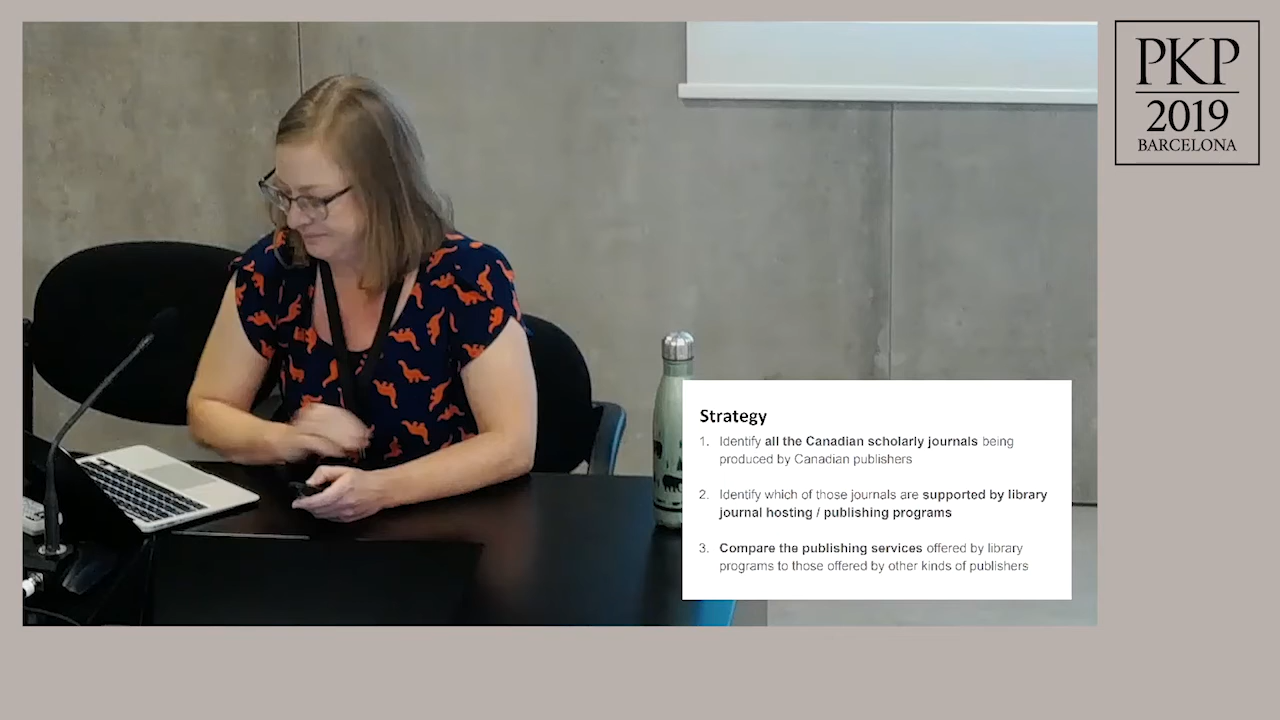 PKP
2019
BARCELONA
Strategy
1. Identify all the Canadian scholarly journals being
produced by Canadian publishers
2. Identify which of those journals are supported by library
journal hosting / publishing programs
3. Compare the publishing services offered by library
programs to those offered by other kinds of publishers